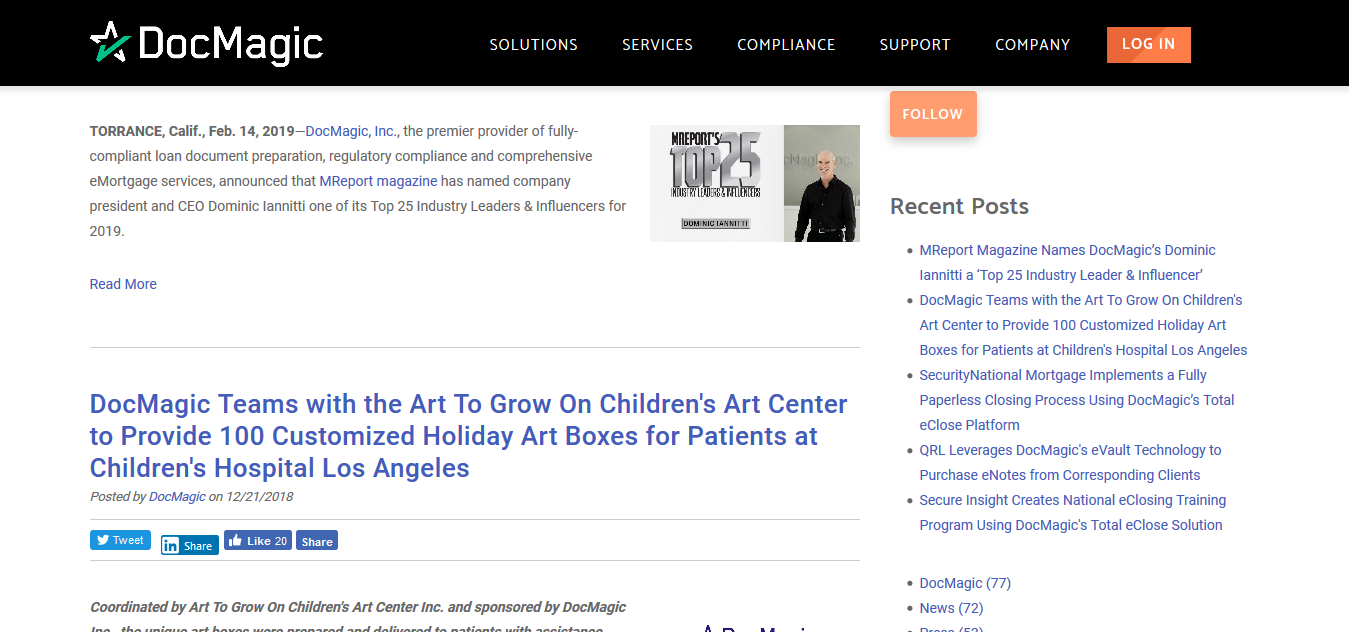 DocMagic
SOLUTIONS
SERVICES
COMPLIANCE
SUPPORT
COMPANY
LOG IN
TORRANCE, Calif., Feb. 14, 2019—DocMagic, Inc., the premier provider of fully-
compliant loan document preparation, regulatory compliance and comprehensive
eMortgage services, announced that MReport magazine has named company
president and CEO Dominic Iannitti one of its Top 25 Industry Leaders & Influencers for
2019.
MREPORT'S
TOP 25
INDUSTRY LEADERS & INFLUENCERS
DOMINIC IANNITTI
cMagic, Inc.
Read More
DocMagic Teams with the Art To Grow On Children's Art Center
to Provide 100 Customized Holiday Art Boxes for Patients at
Children's Hospital Los Angeles
Posted by DocMagic on 12/21/2018
Tweet
in Share
Like 20
Share
Coordinated by Art To Grow On Children's Art Center Inc. and sponsored by DocMagic
Inc., the unique art boxes were prepared and delivered to patients with assistance
DocMagic
FOLLOW
Recent Posts
MReport Magazine Names DocMagic’s Dominic
Iannitti a ‘Top 25 Industry Leader & Influencer’
DocMagic Teams with the Art To Grow On Children's
Art Center to Provide 100 Customized Holiday Art
Boxes for Patients at Children's Hospital Los Angeles
SecurityNational Mortgage Implements a Fully
Paperless Closing Process Using DocMagic’s Total
eClose Platform
QRL Leverages DocMagic's eVault Technology to
Purchase eNotes from Corresponding Clients
Secure Insight Creates National eClosing Training
Program Using DocMagic's Total eClose Solution
DocMagic (77)
News (72)
Press (53)